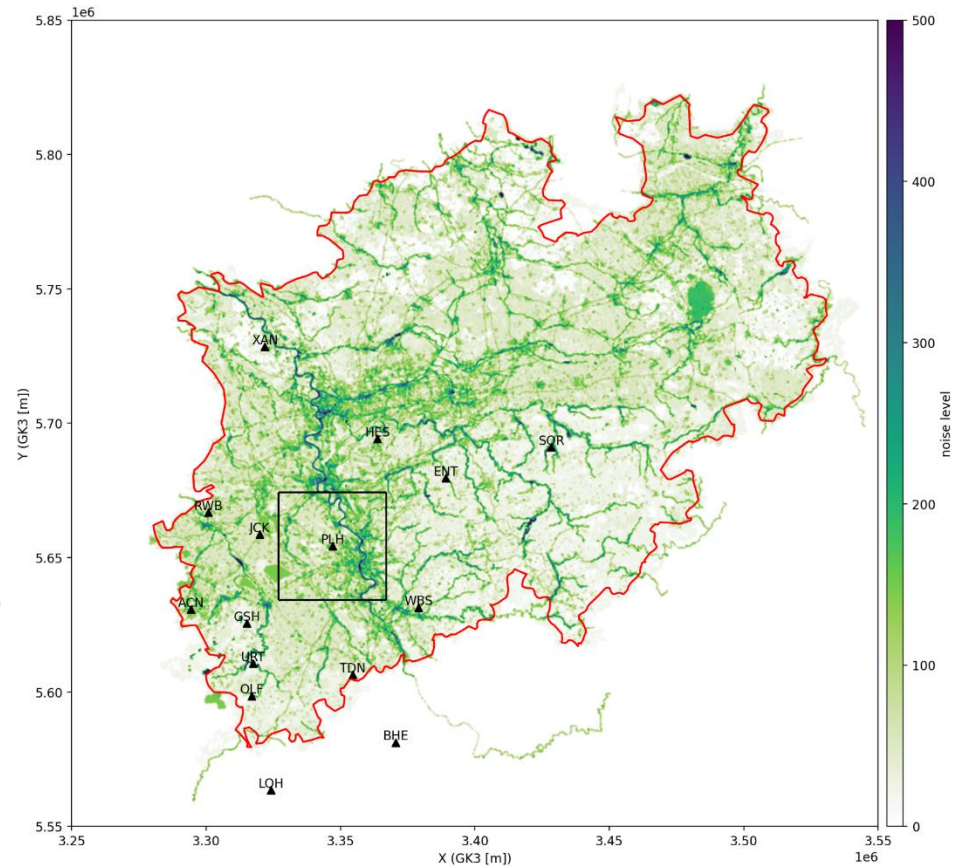 1e6
5.85
500
5.80
400
5.75
XAN
300
noise level
Y (GK3 [m])
5.70
HES
SOR
ENT
200
RWB
JCK
PLH
5.65
ACN
WBS
GSH
100
URT
TDN
5.60
OLF
BHE
LOH
5.55
0
3.25 3.30 3.35 3.40 3.45 3.50 3.55
X (GK3 [m])
1e6